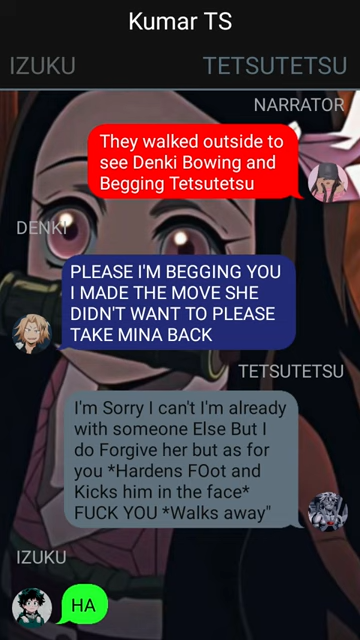 Kumar TS
IZUKU TETSUTETSU
NARRATOR
They walked outside to
see Denki Bowing and
Begging Tetsutetsu
DENKI
PLEASE I'M BEGGING YOU
I MADE THE MOVE SHE
DIDN'T WANT TO PLEASE
TAKE MINA BACK
TETSUTETSU
I'm Sorry I can't I'm already
with someone Else But I
do Forgive her but as for
you *Hardens FOot and
Kicks him in the face*
FUCK YOU *Walks away"
IZUKU
HA